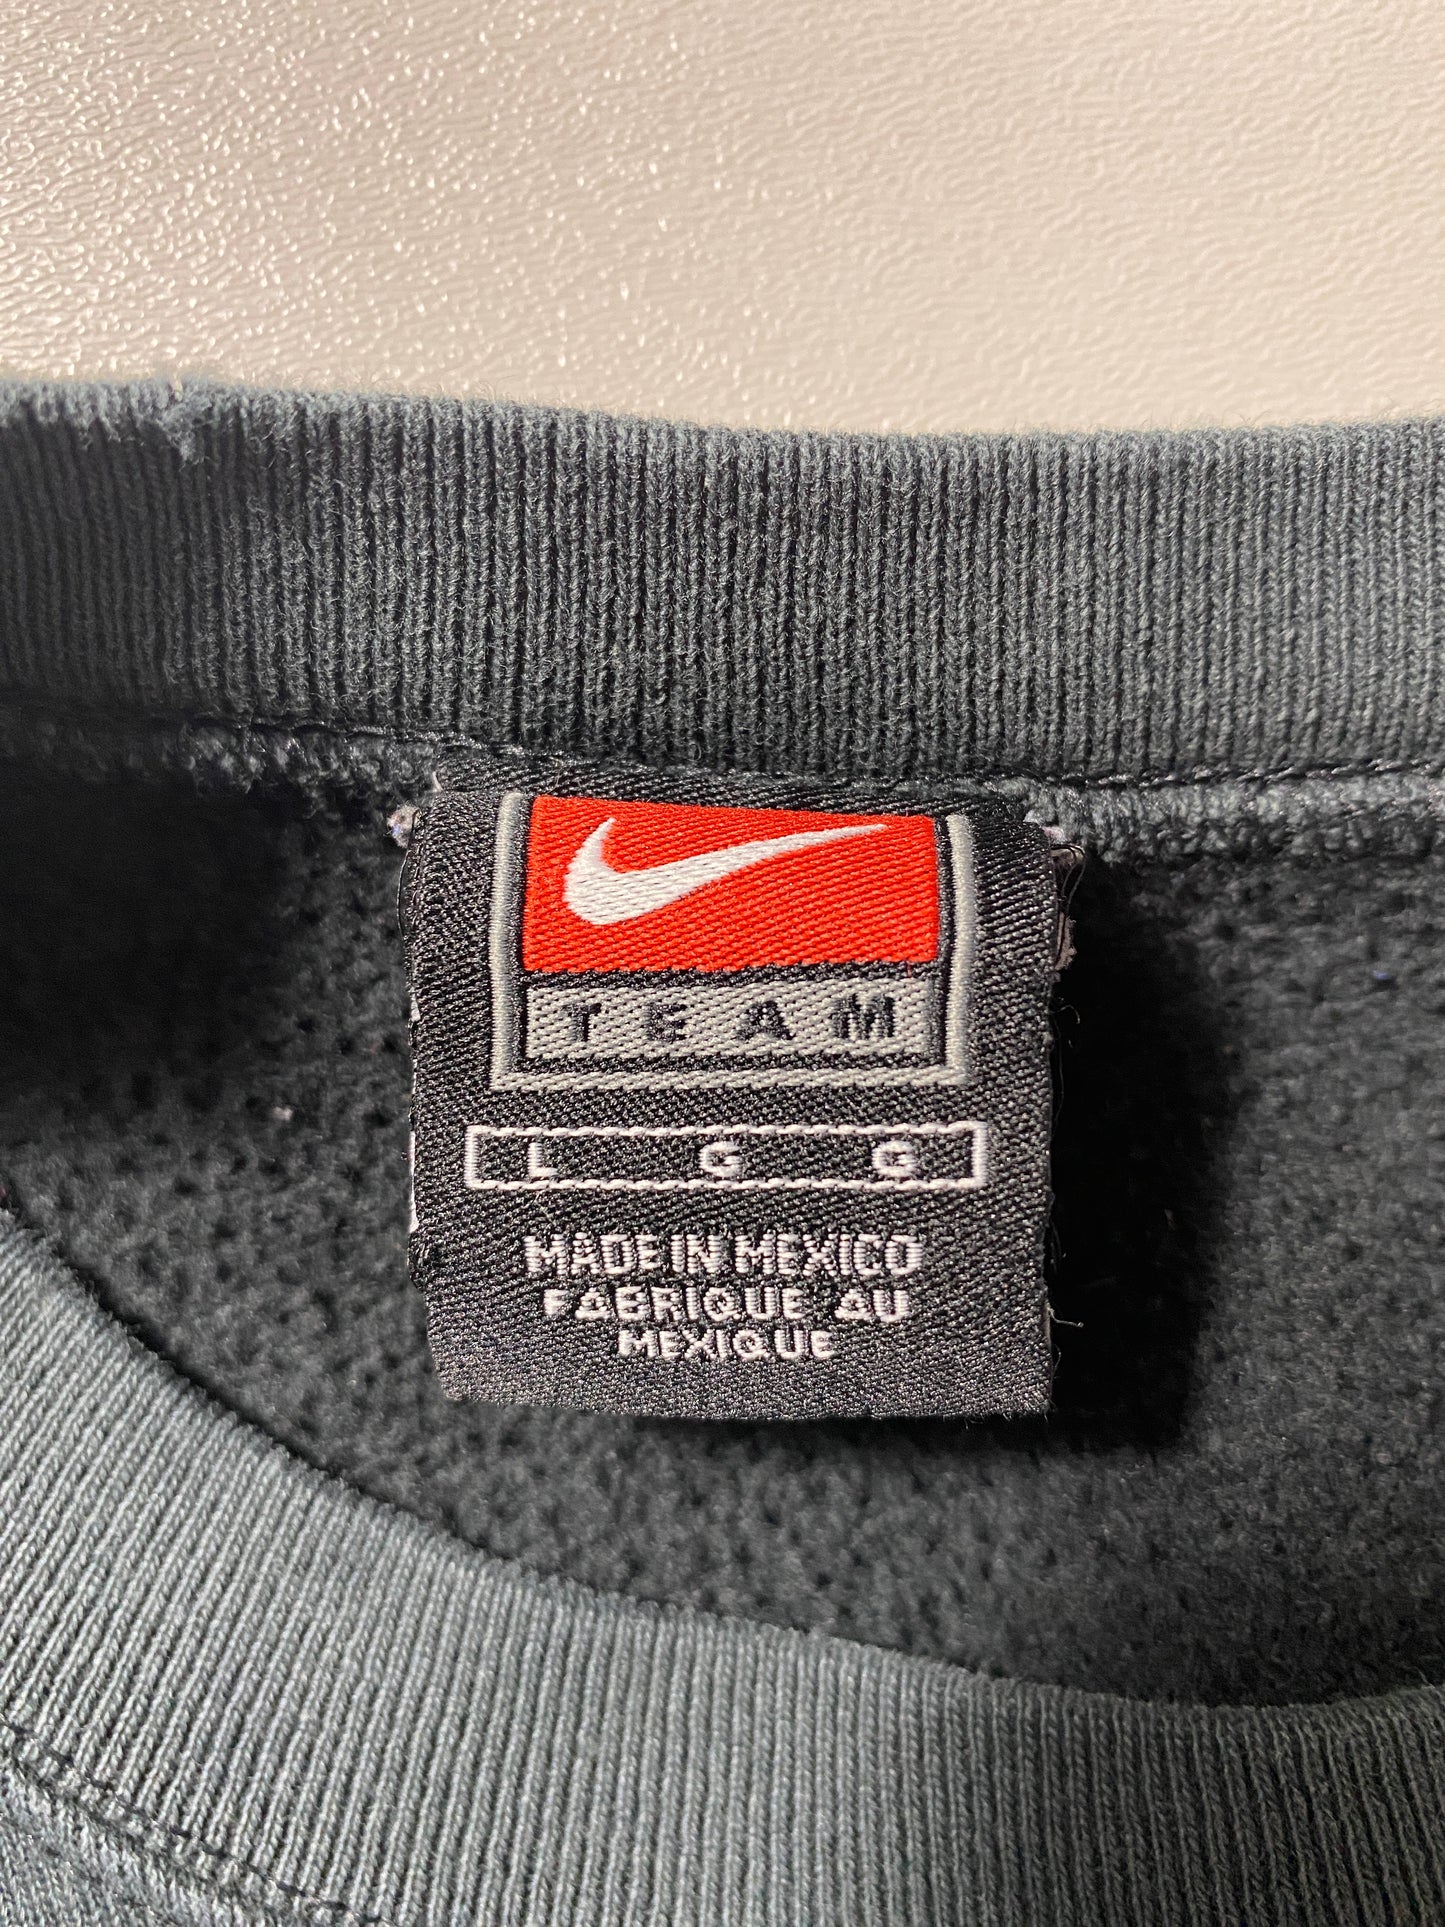 TEAM
L G G
MADE IN MEXICO
FABRIQUE AU
MEXIQUE